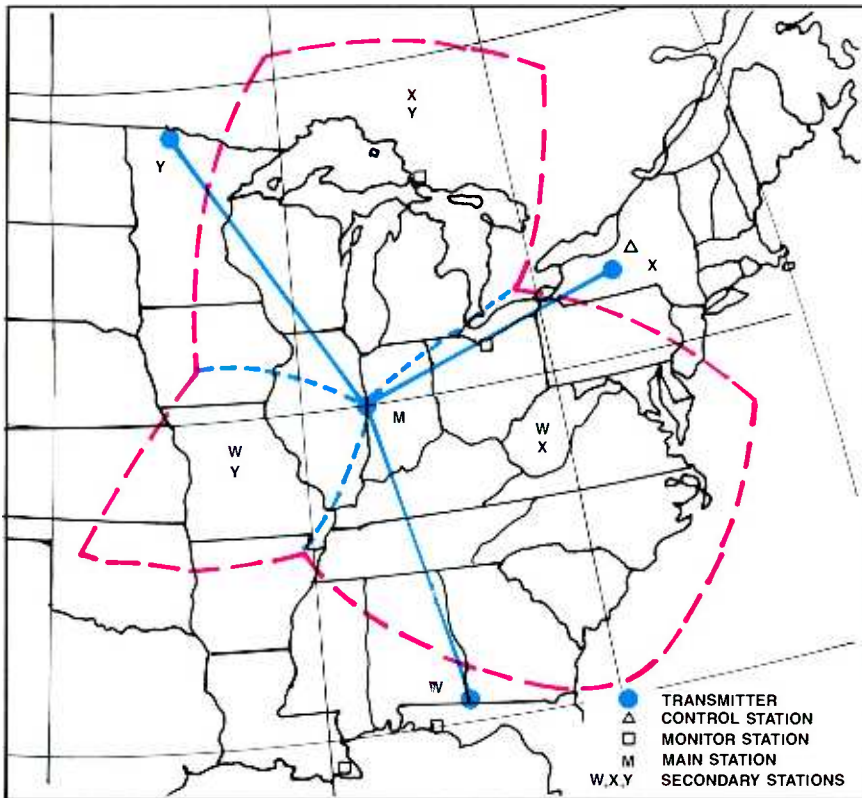 X
Y
Y
X
M
W
Y
W
X
W
TRANSMITTER
CONTROL STATION
MONITOR STATION
M MAIN STATION
W,X,Y SECONDARY STATIONS